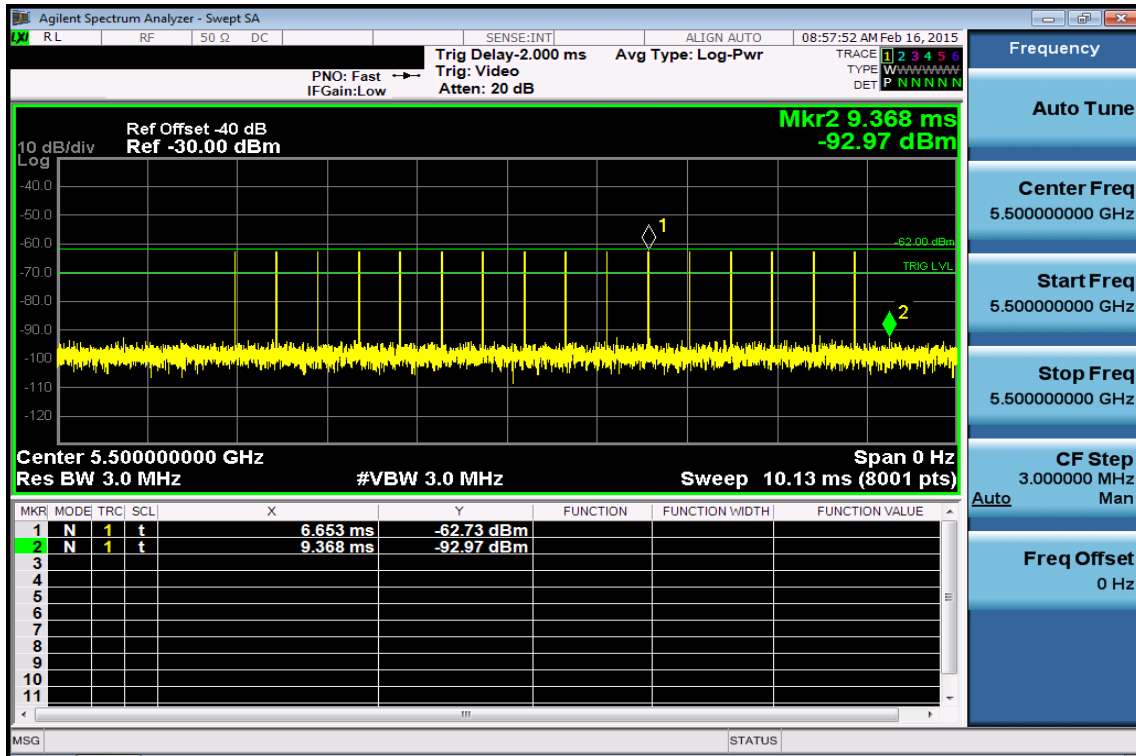 Agilent Spectrum Analyzer - Swept SA
LXI RL RF 50 Ω DC SENSE:INT ALIGN AUTO 08:57:52 AM Feb 16, 2015
PNO: Fast
IFGain:Low
Trig Delay-2.000 ms
Trig: Video
Atten: 20 dB
Avg Type: Log-Pwr
TRACE 1 2 3 4 5 6
TYPE WWWWWW
DET P N N N N N
Mkr2 9.368 ms
-92.97 dBm
Ref Offset -40 dB
10 dB/div Ref -30.00 dBm
Log
-40.0
-50.0
1
-60.0
-62.00 dBm
TRIG LVL
-70.0
-80.0
-90.0
2
-100
-110
-120
Center 5.500000000 GHz Span 0 Hz
Res BW 3.0 MHz #VBW 3.0 MHz Sweep 10.13 ms (8001 pts)
MKR MODE TRC SCL X Y FUNCTION FUNCTION WIDTH FUNCTION VALUE
1 N 1 t 6.653 ms -62.73 dBm
2 N 1 t 9.368 ms -92.97 dBm
3
4
5
6
7
8
9
10
11
MSG STATUS
Frequency
Auto Tune
Center Freq
5.500000000 GHz
Start Freq
5.500000000 GHz
Stop Freq
5.500000000 GHz
CF Step
3.000000 MHz
Auto Man
Freq Offset
0 Hz